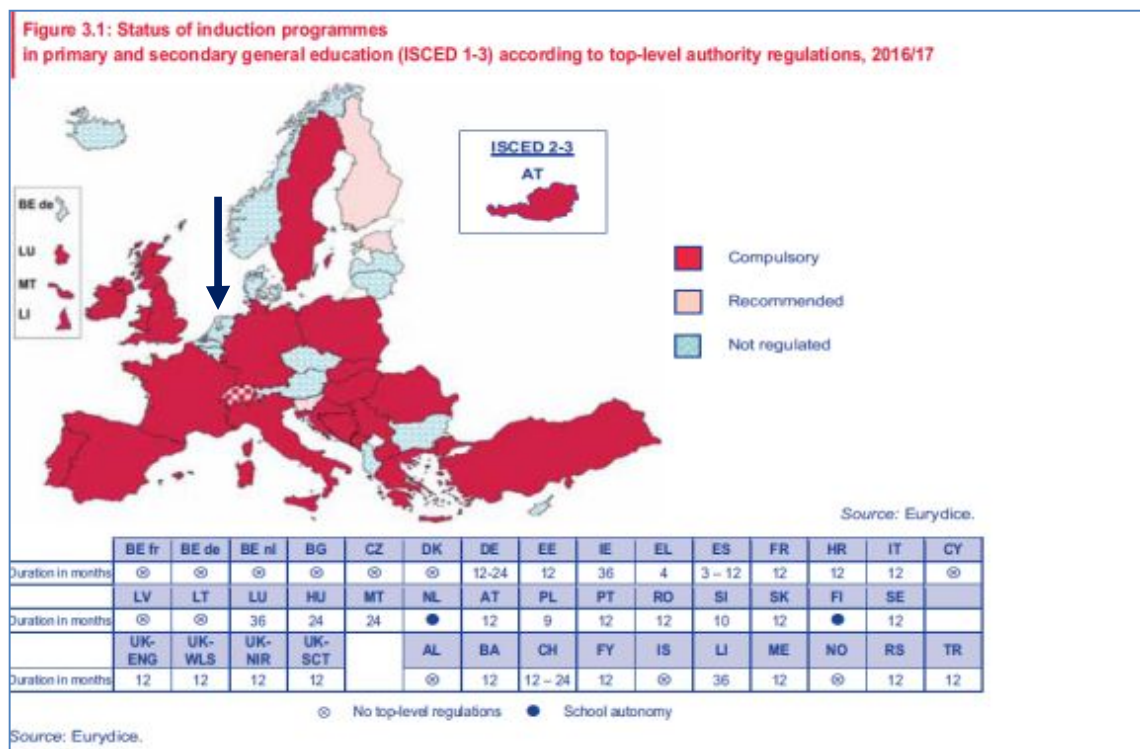 Figure 3.1: Status of induction programmes
in primary and secondary general education (ISCED 1-3) according to top-level authority regulations, 2016/17
ISCED 2-3
AT
BE de
LU
MT
LI
Compulsory
Recommended
Not regulated
Source: Eurydice.
BE fr BE de BE nl BG CZ DK DE EE IE EL ES FR HR IT CY
Duration in months ⊗ ⊗ ⊗ ⊗ ⊗ ⊗ 12-24 12 36 4 3 – 12 12 12 12 ⊗
LV LT LU HU MT NL AT PL PT RO SI SK FI SE
Duration in months ⊗ ⊗ 36 24 24 ● 12 9 12 12 10 12 ● 12
UK-ENG UK-WLS UK-NIR UK-SCT AL BA CH FY IS LI ME NO RS TR
Duration in months 12 12 12 12 ⊗ 12 12 – 24 12 ⊗ 36 12 ⊗ 12 12
⊗ No top-level regulations ● School autonomy
Source: Eurydice.